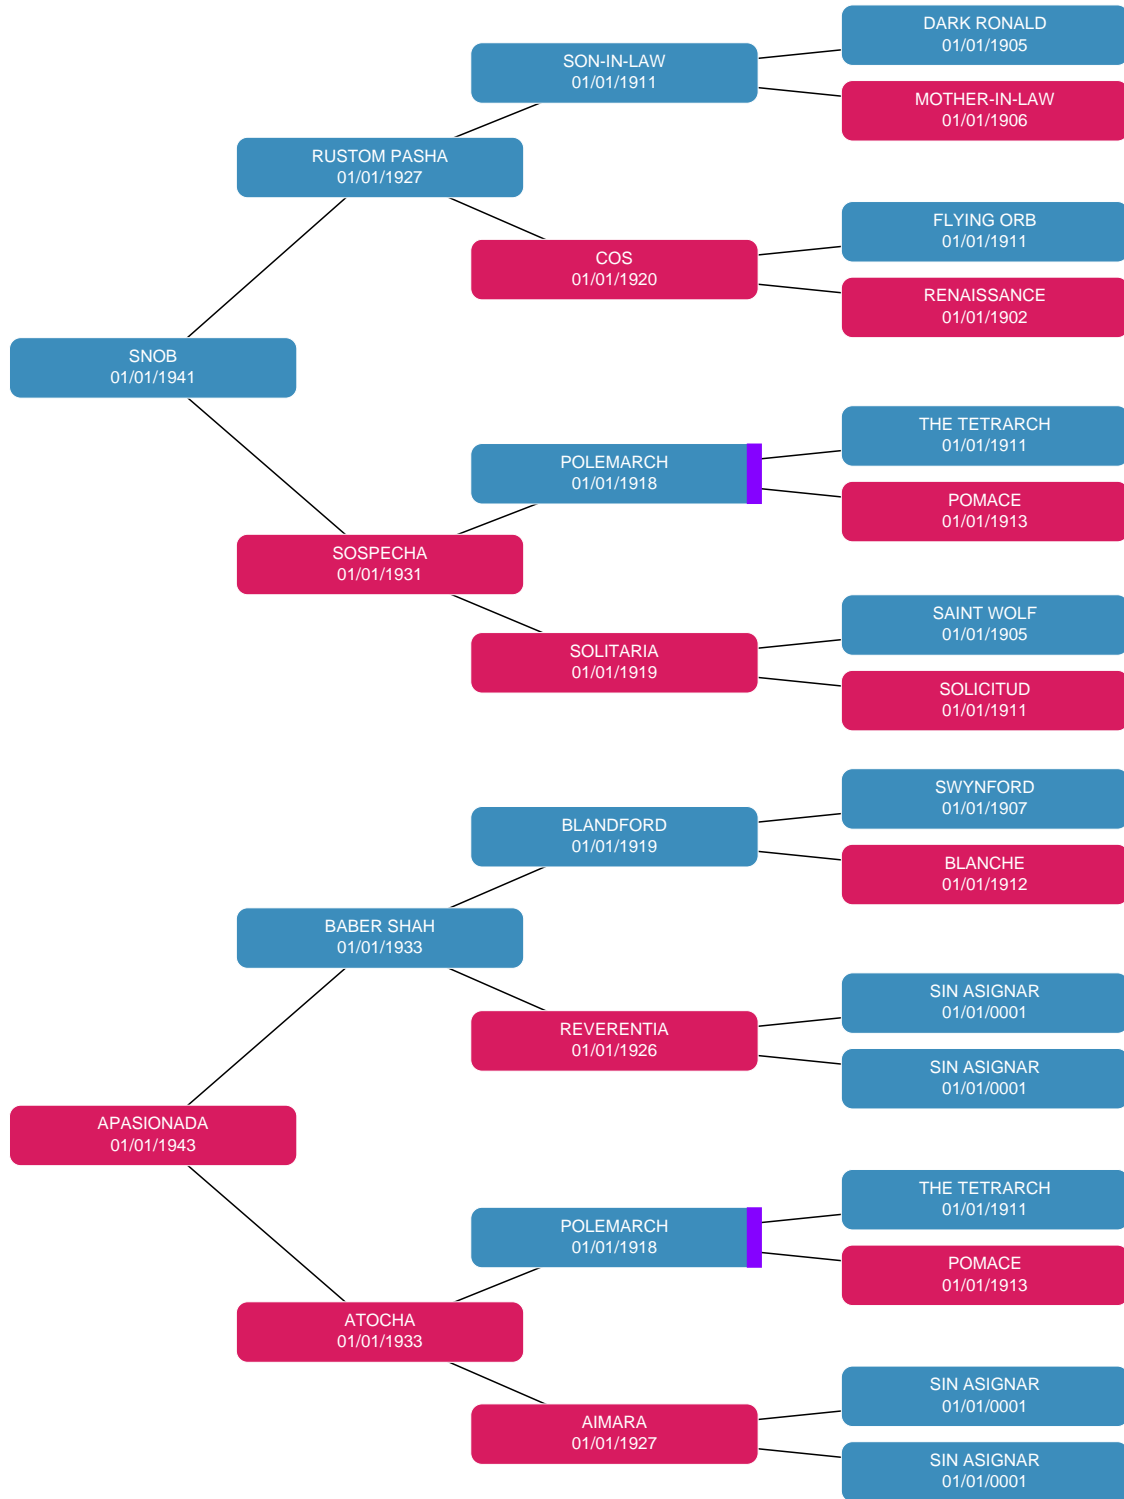 DARK RONALD
01/01/1905
SON-IN-LAW
01/01/1911
MOTHER-IN-LAW
01/01/1906
RUSTOM PASHA
01/01/1927
FLYING ORB
01/01/1911
COS
01/01/1920
RENAISSANCE
01/01/1902
SNOB
01/01/1941
THE TETRARCH
01/01/1911
POLEMARCH
01/01/1918
POMACE
01/01/1913
SOSPECHA
01/01/1931
SAINT WOLF
01/01/1905
SOLITARIA
01/01/1919
SOLICITUD
01/01/1911
SWYNFORD
01/01/1907
BLANDFORD
01/01/1919
BLANCHE
01/01/1912
BABER SHAH
01/01/1933
SIN ASIGNAR
01/01/0001
REVERENTIA
01/01/1926
SIN ASIGNAR
01/01/0001
APASIONADA
01/01/1943
THE TETRARCH
01/01/1911
POLEMARCH
01/01/1918
POMACE
01/01/1913
ATOCHA
01/01/1933
SIN ASIGNAR
01/01/0001
AIMARA
01/01/1927
SIN ASIGNAR
01/01/0001